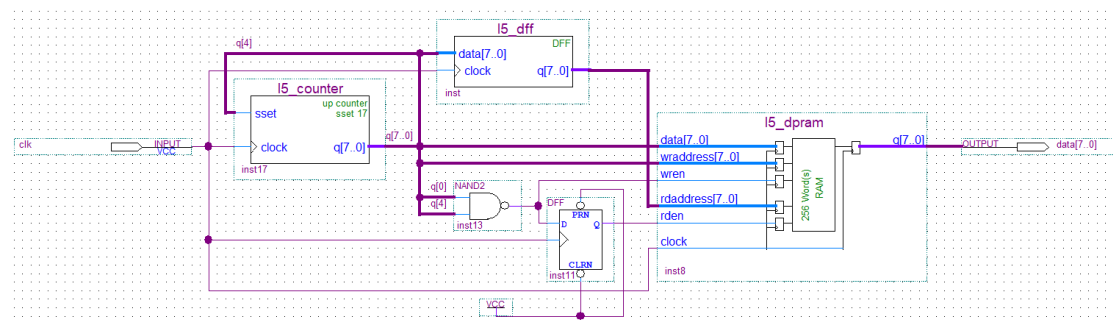 l5_dff
q[4]
data[7..0]
DFF
clock
q[7..0]
inst
l5_counter
up counter
sset 17
sset
clock
q[7..0]
inst17
q[7..0]
clk
INPUT
VCC
l5_dpram
data[7..0]
wraddress[7..0]
wren
rdaddress[7..0]
rden
clock
256 Word(s)
RAM
q[7..0]
inst8
OUTPUT
data[7..0]
q[0]
q[4]
NAND2
inst13
DFF
PRN
D
Q
CLRN
inst11
VCC